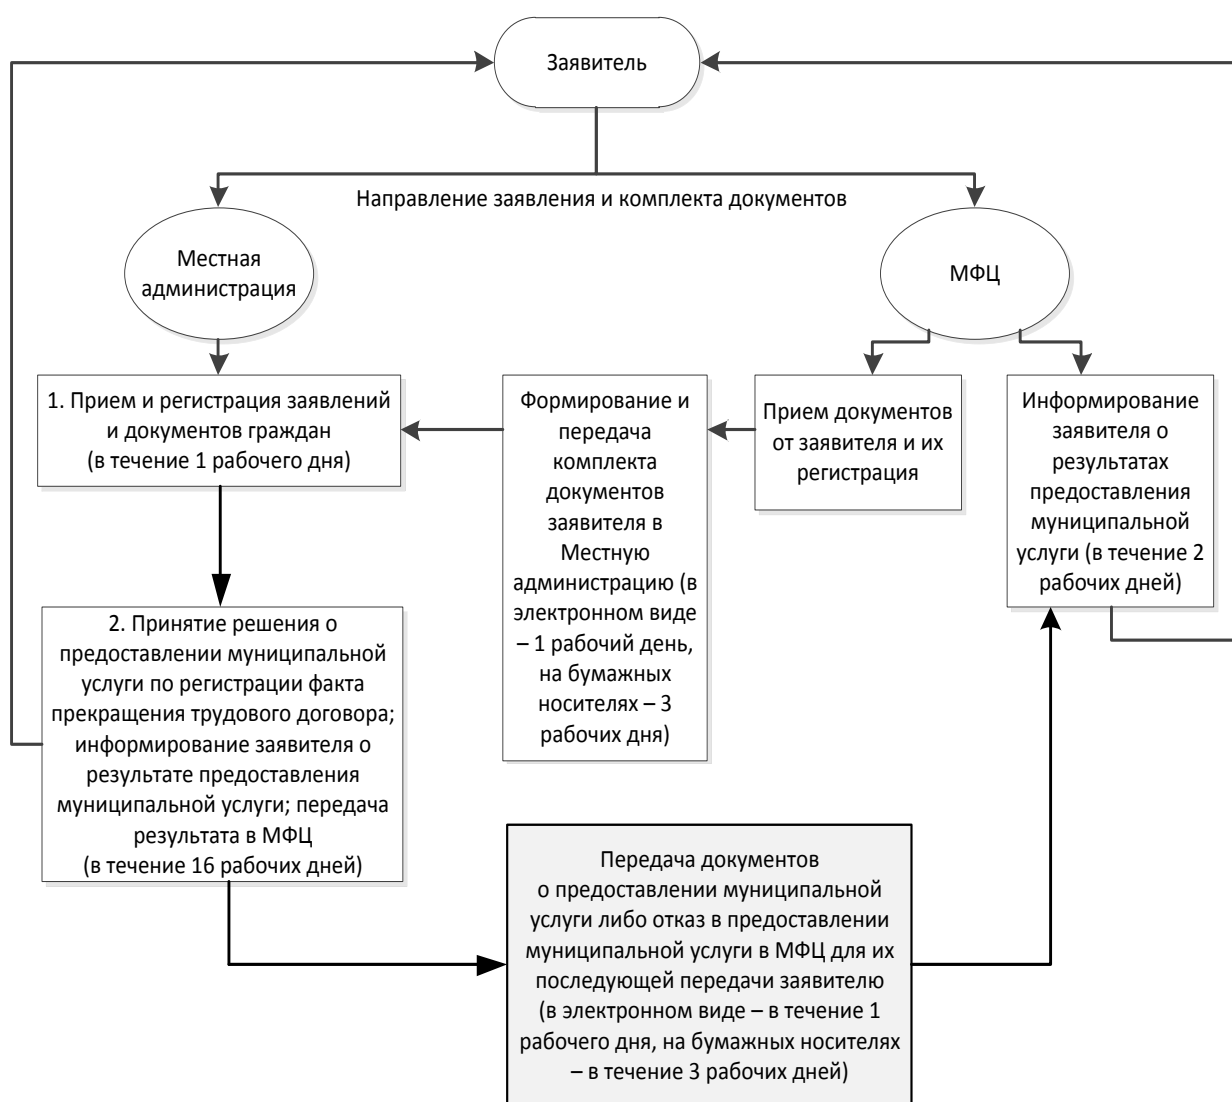 Заявитель
Направление заявления и комплекта документов
Местная
администрация
МФЦ
1. Прием и регистрация заявлений
и документов граждан
(в течение 1 рабочего дня)
Формирование и
передача
комплекта
документов
заявителя в
Местную
администрацию (в
электронном виде
– 1 рабочий день,
на бумажных
носителях – 3
рабочих дня)
Прием документов
от заявителя и их
регистрация
Информирование
заявителя о
результатах
предоставления
муниципальной
услуги (в течение 2
рабочих дней)
2. Принятие решения о
предоставлении муниципальной
услуги по регистрации факта
прекращения трудового договора;
информирование заявителя о
результате предоставления
муниципальной услуги; передача
результата в МФЦ
(в течение 16 рабочих дней)
Передача документов
о предоставлении муниципальной
услуги либо отказ в предоставлении
муниципальной услуги в МФЦ для их
последующей передачи заявителю
(в электронном виде – в течение 1
рабочего дня, на бумажных носителях
– в течение 3 рабочих дней)